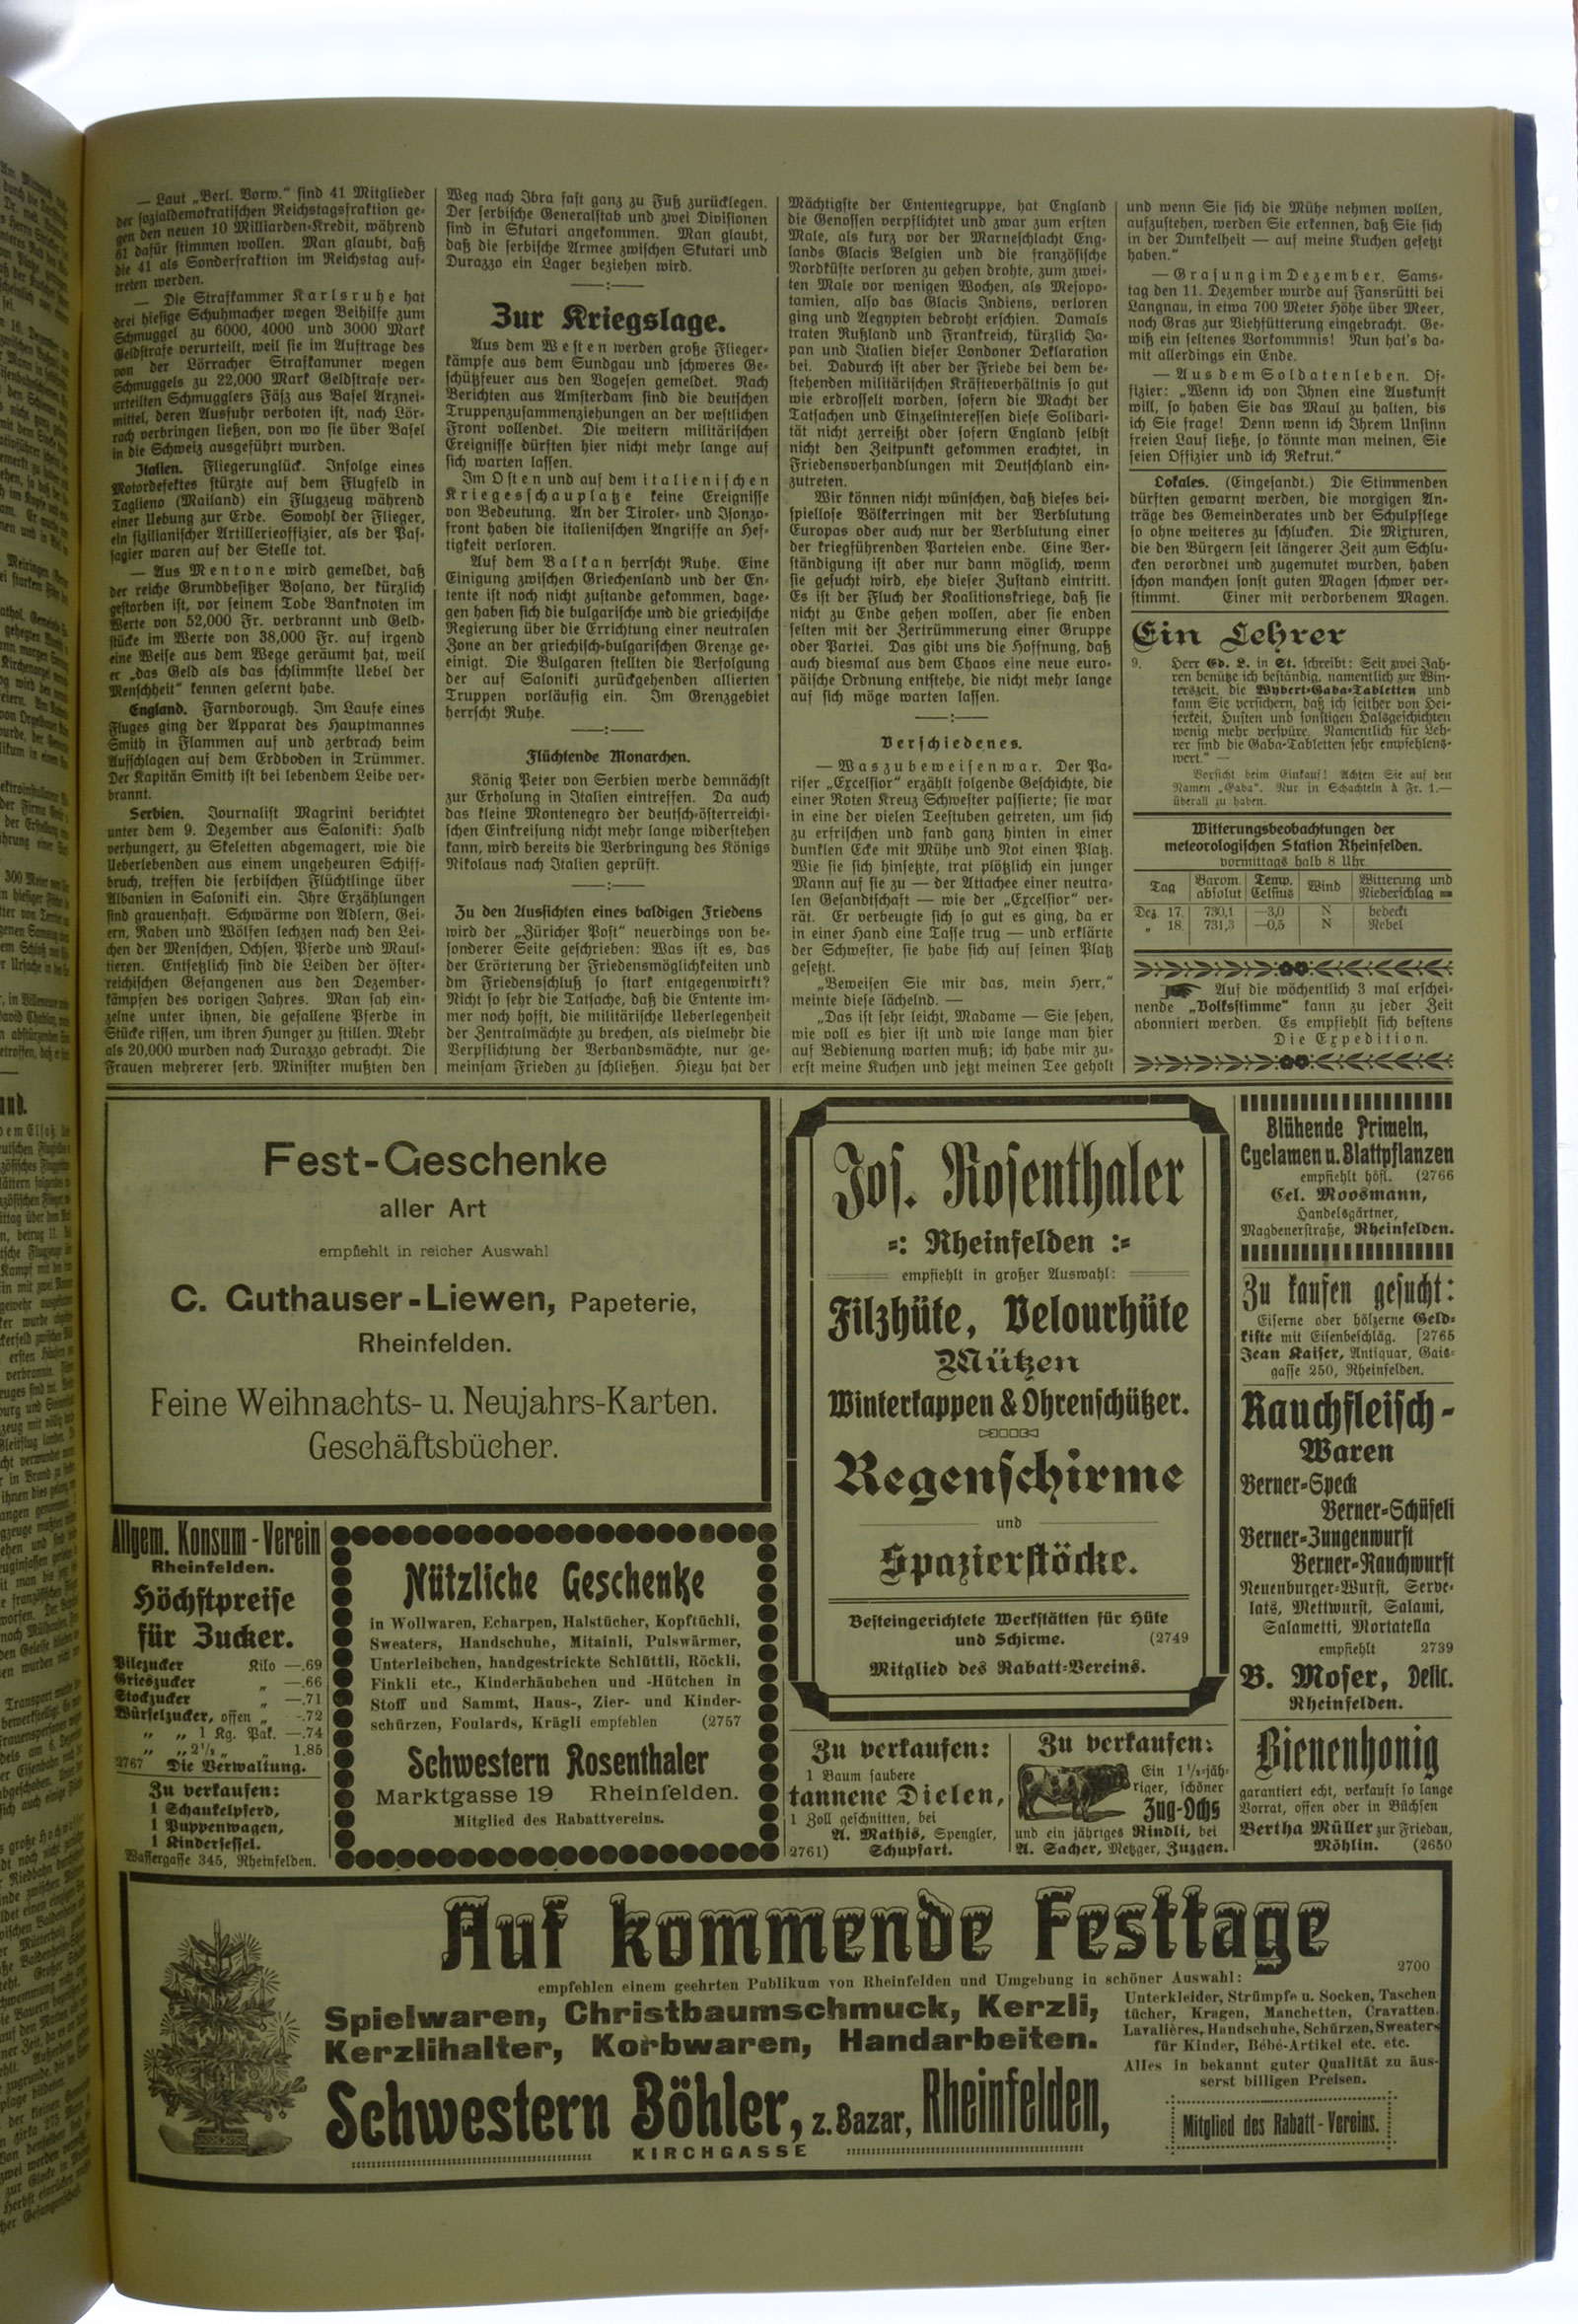 — Laut „Berl. Vorw.“ sind 41 Mitglieder
der sozialdemokratischen Reichstagsfraktion ge-
gen den neuen 10 Milliarden-Kredit, während
61 dafür stimmen wollen. Man glaubt, daß
die 41 als Sonderfraktion im Reichstag auf-
treten werden.
— Die Strafkammer Karlsruhe hat
drei hiesige Schuhmacher wegen Beihilfe zum
Schmuggel zu 6000, 4000 und 3000 Mark
Geldstrafe verurteilt, weil sie im Auftrage des
von der Lörracher Strafkammer wegen
Schmuggels zu 22,000 Mark Geldstrafe ver-
urteilten Schmugglers Fäsz aus Basel Arznei-
mittel, deren Ausfuhr verboten ist, nach Lör-
rach verbringen ließen, von wo sie über Basel
in die Schweiz ausgeführt wurden.
Italien. Fliegerunglück. Infolge eines
Motordefektes stürzte auf dem Flugfeld in
Taglieno (Mailand) ein Flugzeug während
einer Uebung zur Erde. Sowohl der Flieger,
ein sizilianischer Artillerieoffizier, als der Pas-
sagier waren auf der Stelle tot.
— Aus Mentone wird gemeldet, daß
der reiche Grundbesitzer Bosano, der kürzlich
gestorben ist, vor seinem Tode Banknoten im
Werte von 52,000 Fr. verbrannt und Geld-
stücke im Werte von 38,000 Fr. auf irgend
eine Weise aus dem Wege geräumt hat, weil
er „das Geld als das schlimmste Uebel der
Menschheit“ kennen gelernt habe.
England. Farnborough. Im Laufe eines
Fluges ging der Apparat des Hauptmannes
Smith in Flammen auf und zerbrach beim
Aufschlagen auf dem Erdboden in Trümmer.
Der Kapitän Smith ist bei lebendem Leibe ver-
brannt.
Serbien. Journalist Magrini berichtet
unter dem 9. Dezember aus Saloniki: Halb
verhungert, zu Skeletten abgemagert, wie die
Ueberlebenden aus einem ungeheuren Schiff-
bruch, treffen die serbischen Flüchtlinge über
Albanien in Saloniki ein. Ihre Erzählungen
sind grauenhaft. Schwärme von Adlern, Gei-
ern, Raben und Wölfen lechzen nach den Lei-
chen der Menschen, Ochsen, Pferde und Maul-
tieren. Entsetzlich sind die Leiden der öster-
reichischen Gefangenen aus den Dezember-
kämpfen des vorigen Jahres. Man sah ein-
zelne unter ihnen, die gefallene Pferde in
Stücke rissen, um ihren Hunger zu stillen. Mehr
als 20,000 wurden nach Durazzo gebracht. Die
Frauen mehrerer serb. Minister mußten den
Weg nach Ibra fast ganz zu Fuß zurücklegen.
Der serbische Generalstab und zwei Divisionen
sind in Skutari angekommen. Man glaubt,
daß die serbische Armee zwischen Skutari und
Durazzo ein Lager beziehen wird.
Zur Kriegslage.
Aus dem Westen werden große Flieger-
kämpfe aus dem Sundgau und schweres Ge-
schützfeuer aus den Vogesen gemeldet. Nach
Berichten aus Amsterdam sind die deutschen
Truppenzusammenziehungen an der westlichen
Front vollendet. Die weitern militärischen
Ereignisse dürften hier nicht mehr lange auf
sich warten lassen.
Im Osten und auf dem italienischen
Kriegesschauplatze keine Ereignisse
von Bedeutung. An der Tiroler- und Isonzo-
front haben die italienischen Angriffe an Hef-
tigkeit verloren.
Auf dem Balkan herrscht Ruhe. Eine
Einigung zwischen Griechenland und der En-
tente ist noch nicht zustande gekommen, dage-
gen haben sich die bulgarische und die griechische
Regierung über die Errichtung einer neutralen
Zone an der griechisch-bulgarischen Grenze ge-
einigt. Die Bulgaren stellten die Verfolgung
der auf Saloniki zurückgehenden allierten
Truppen vorläufig ein. Im Grenzgebiet
herrscht Ruhe.
Flüchtende Monarchen.
König Peter von Serbien werde demnächst
zur Erholung in Italien eintreffen. Da auch
das kleine Montenegro der deutsch-österreichi-
schen Einkreisung nicht mehr lange widerstehen
kann, wird bereits die Verbringung des Königs
Nikolaus nach Italien geprüft.
Zu den Aussichten eines baldigen Friedens
wird der „Züricher Post“ neuerdings von be-
sonderer Seite geschrieben: Was ist es, das
der Erörterung der Friedensmöglichkeiten und
dm Friedensschluß so stark entgegenwirkt?
Nicht so sehr die Tatsache, daß die Entente im-
mer noch hofft, die militärische Ueberlegenheit
der Zentralmächte zu brechen, als vielmehr die
Verpflichtung der Verbandsmächte, nur ge-
meinsam Frieden zu schließen. Hiezu hat der
Mächtigste der Ententegruppe, hat England
die Genossen verpflichtet und zwar zum ersten
Male, als kurz vor der Marneschlacht Eng-
lands Glacis Belgien und die französische
Nordküste verloren zu gehen drohte, zum zwei-
ten Male vor wenigen Wochen, als Mesopo-
tamien, also das Glacis Indiens, verloren
ging und Aegypten bedroht erschien. Damals
traten Rußland und Frankreich, kürzlich Ja-
pan und Italien dieser Londoner Deklaration
bei. Dadurch ist aber der Friede bei dem be-
stehenden militärischen Kräfteverhältnis so gut
wie erdrosselt worden, sofern die Macht der
Tatsachen und Einzelinteressen diese Solidari-
tät nicht zerreißt oder sofern England selbst
nicht den Zeitpunkt gekommen erachtet, in
Friedensverhandlungen mit Deutschland ein-
zutreten.
Wir können nicht wünschen, daß dieses bei-
spiellose Völkerringen mit der Verblutung
Europas oder auch nur der Verblutung einer
der kriegführenden Parteien ende. Eine Ver-
ständigung ist aber nur dann möglich, wenn
sie gesucht wird, ehe dieser Zustand eintritt.
Es ist der Fluch der Koalitionskriege, daß sie
nicht zu Ende gehen wollen, aber sie enden
selten mit der Zertrümmerung einer Gruppe
oder Partei. Das gibt uns die Hoffnung, daß
auch diesmal aus dem Chaos eine neue euro-
päische Ordnung entstehe, die nicht mehr lange
auf sich möge warten lassen.
Verschiedenes.
— Was zu beweisen war. Der Pa-
riser „Excelsior“ erzählt folgende Geschichte, die
einer Roten Kreuz Schwester passierte; sie war
in eine der vielen Teestuben getreten, um sich
zu erfrischen und fand ganz hinten in einer
dunklen Ecke mit Mühe und Not einen Platz.
Wie sie sich hinsetzte, trat plötzlich ein junger
Mann auf sie zu — der Attachee einer neutra-
len Gesandtschaft — wie der „Excelsior“ ver-
rät. Er verbeugte sich so gut es ging, da er
in einer Hand eine Tasse trug — und erklärte
der Schwester, sie habe sich auf seinen Platz
gesetzt.
„Beweisen Sie mir das, mein Herr,“
meinte diese lächelnd. —
„Das ist sehr leicht, Madame — Sie sehen,
wie voll es hier ist und wie lange man hier
auf Bedienung warten muß; ich habe mir zu-
erst meine Kuchen und jetzt meinen Tee geholt
und wenn Sie sich die Mühe nehmen wollen,
aufzustehen, werden Sie erkennen, daß Sie sich
in der Dunkelheit — auf meine Kuchen gesetzt
haben.“
— Grasung im Dezember. Sams-
tag den 11. Dezember wurde auf Fansrütti bei
Langnau, in etwa 700 Meter Höhe über Meer,
noch Gras zur Viehfütterung eingebracht. Ge-
wiß ein seltenes Vorkommnis! Nun hat's da-
mit allerdings ein Ende.
— Aus dem Soldatenleben. Of-
fizier: „Wenn ich von Ihnen eine Auskunft
will, so haben Sie das Maul zu halten, bis
ich Sie frage! Denn wenn ich Ihrem Unsinn
freien Lauf ließe, so könnte man meinen, Sie
seien Offizier und ich Rekrut.“
Lokales. (Eingesandt.) Die Stimmenden
dürften gewarnt werden, die morgigen An-
träge des Gemeinderates und der Schulpflege
so ohne weiteres zu schlucken. Die Mixturen,
die den Bürgern seit längerer Zeit zum Schlu-
cken verordnet und zugemutet wurden, haben
schon manchen sonst guten Magen schwer ver-
stimmt. Einer mit verdorbenem Magen.
Ein Lehrer
9. Herr Ed. L. in St. schreibt: Seit zwei Jah-
ren benütze ich beständig, namentlich zur Win-
terszeit, die Wybert-Gaba-Tabletten und
kann Sie versichern, daß ich seither von Hei-
serkeit, Husten und sonstigen Halsgeschichten
wenig mehr verspüre. Namentlich für Leh-
rer sind die Gaba-Tabletten sehr empfehlens-
wert.“ —
Vorsicht beim Einkauf! Achten Sie auf den
Namen „Gaba“. Nur in Schachteln à Fr. 1.—
überall zu haben.
Witterungsbeobachtungen der
meteorologischen Station Rheinfelden.
vormittags halb 8 Uhr.
Tag Barom. absolut Temp. Celsius Wind Witterung und Niederschlag mm
Dez. 17. 730,1 —3,0 N bedeckt
„ 18. 731,3 —0,5 N Nebel
Auf die wöchentlich 3 mal erschei-
nende „Volksstimme“ kann zu jeder Zeit
abonniert werden. Es empfiehlt sich bestens
Die Expedition.
Fest-Geschenke
aller Art
empfiehlt in reicher Auswahl
C. Guthauser-Liewen, Papeterie,
Rheinfelden.
Feine Weihnachts- u. Neujahrs-Karten.
Geschäftsbücher.
Allgem. Konsum-Verein
Rheinfelden.
Höchstpreise
für Zucker.
Pilezucker Kilo —.69
Grieszucker „ —.66
Stockzucker „ —.71
Würfelzucker, offen „ -.72
„ „ 1 Kg. Pak. —.74
„ „ 2½ „ „ 1.85
2767 Die Verwaltung.
Zu verkaufen:
1 Schaukelpferd,
1 Puppenwagen,
1 Kindersessel.
Wassergasse 345, Rheinfelden.
Nützliche Geschenke
in Wollwaren, Echarpen, Halstücher, Kopftüchli,
Sweaters, Handschuhe, Mitainli, Pulswärmer,
Unterleibchen, handgestrickte Schlüttli, Röckli,
Finkli etc., Kinderhäubchen und -Hütchen in
Stoff und Sammt, Haus-, Zier- und Kinder-
schürzen, Foulards, Krägli empfehlen (2757
Schwestern Rosenthaler
Marktgasse 19 Rheinfelden.
Mitglied des Rabattvereins.
Jos. Rosenthaler
Rheinfelden
empfiehlt in großer Auswahl:
Filzhüte, Velourhüte
Mützen
Winterkappen & Ohrenschützer.
Regenschirme
und
Spazierstöcke.
Besteingerichtete Werkstätten für Hüte
und Schirme. (2749
Mitglied des Rabatt-Vereins.
Zu verkaufen:
1 Baum saubere
tannene Dielen,
1 Zoll geschnitten, bei
A. Mathis, Spengler,
2761) Schupfart.
Zu verkaufen:
Ein 1½-jäh-
riger, schöner
Zug-Ochs
und ein jähriges Rindli, bei
A. Sacher, Metzger, Zuzgen.
Blühende Primeln,
Cyclamen u. Blattpflanzen
empfiehlt höfl. (2766
Cel. Moosmann,
Handelsgärtner,
Magdenerstraße, Rheinfelden.
Zu kaufen gesucht:
Eiserne oder hölzerne Geld-
kiste mit Eisenbeschläg. [2765
Jean Kaiser, Antiquar, Gais-
gasse 250, Rheinfelden.
Rauchfleisch-
Waren
Berner-Speck
Berner-Schüfeli
Berner-Zungenwurst
Berner-Rauchwurst
Neuenburger-Wurst, Serve-
lats, Mettwurst, Salami,
Salametti, Mortatella
empfiehlt 2739
B. Moser, Delic.
Rheinfelden.
Bienenhonig
garantiert echt, verkauft so lange
Vorrat, offen oder in Büchsen
Bertha Müller zur Friedau,
Möhlin. (2650
Auf kommende Festtage
2700
empfehlen einem geehrten Publikum von Rheinfelden und Umgebung in schöner Auswahl:
Spielwaren, Christbaumschmuck, Kerzli,
Kerzlihalter, Korbwaren, Handarbeiten.
Unterkleider, Strümpfe u. Socken, Taschen
tücher, Kragen, Manchetten, Cravatten,
Lavalières, Handschuhe, Schürzen, Sweaters
für Kinder, Bébé-Artikel etc. etc.
Alles in bekannt guter Qualität zu äus-
serst billigen Preisen.
Schwestern Böhler, z. Bazar, Rheinfelden,
KIRCHGASSE
Mitglied des Rabatt-Vereins.